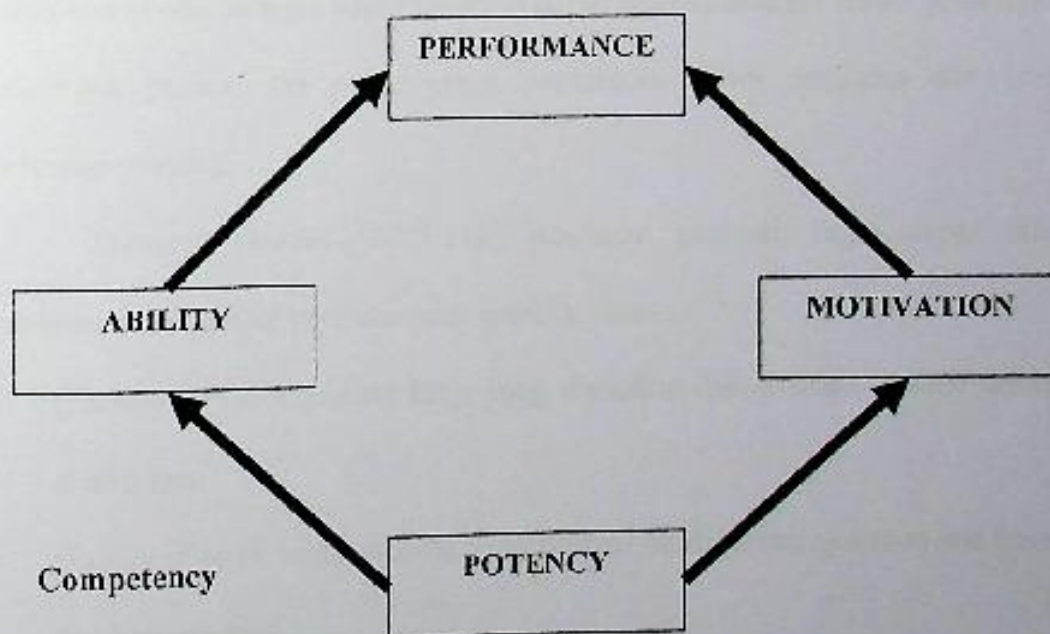 PERFORMANCE
ABILITY
MOTIVATION
POTENCY
Competency